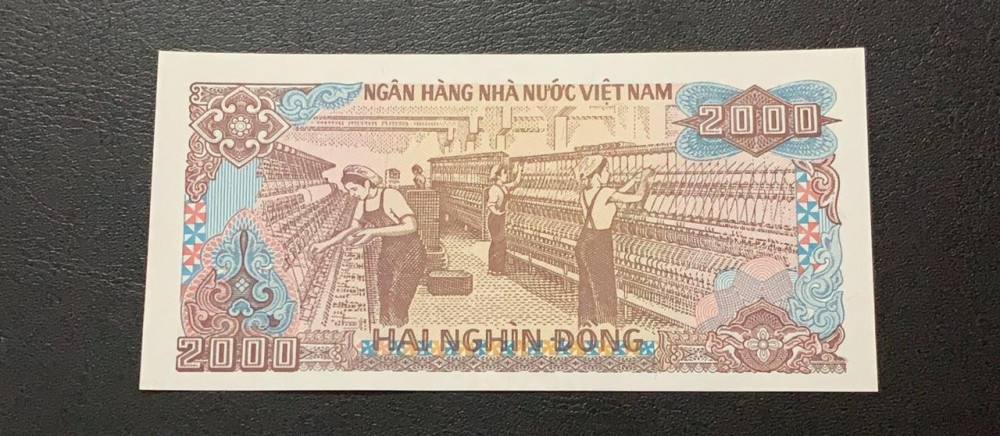 NGÂN HÀNG NHÀ NƯỚC VIỆT NAM
2000
2000
HAI NGHÌN ĐỒNG